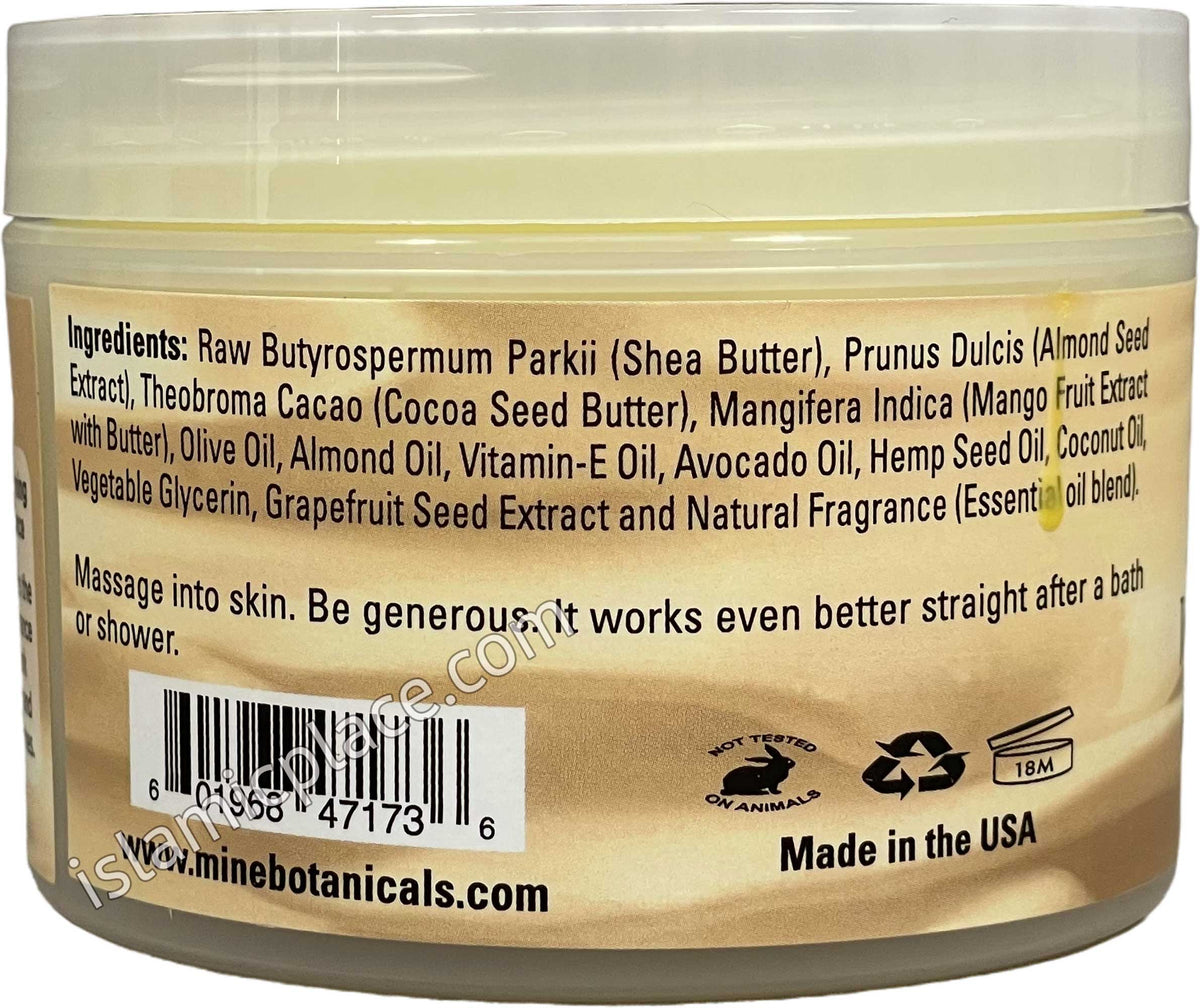 Ingredients: Raw Butyrospermum Parkii (Shea Butter), Prunus Dulcis (Almond Seed
Extract), Theobroma Cacao (Cocoa Seed Butter), Mangifera Indica (Mango Fruit Extract
with Butter), Olive Oil, Almond Oil, Vitamin-E Oil, Avocado Oil, Hemp Seed Oil, Coconut Oil,
Vegetable Glycerin, Grapefruit Seed Extract and Natural Fragrance (Essential oil blend).
Massage into skin. Be generous. It works even better straight after a bath
or shower.
6 01968 47173 6
www.minebotanicals.com
NOT TESTED
ON ANIMALS
18M
Made in the USA
islamicplace.com